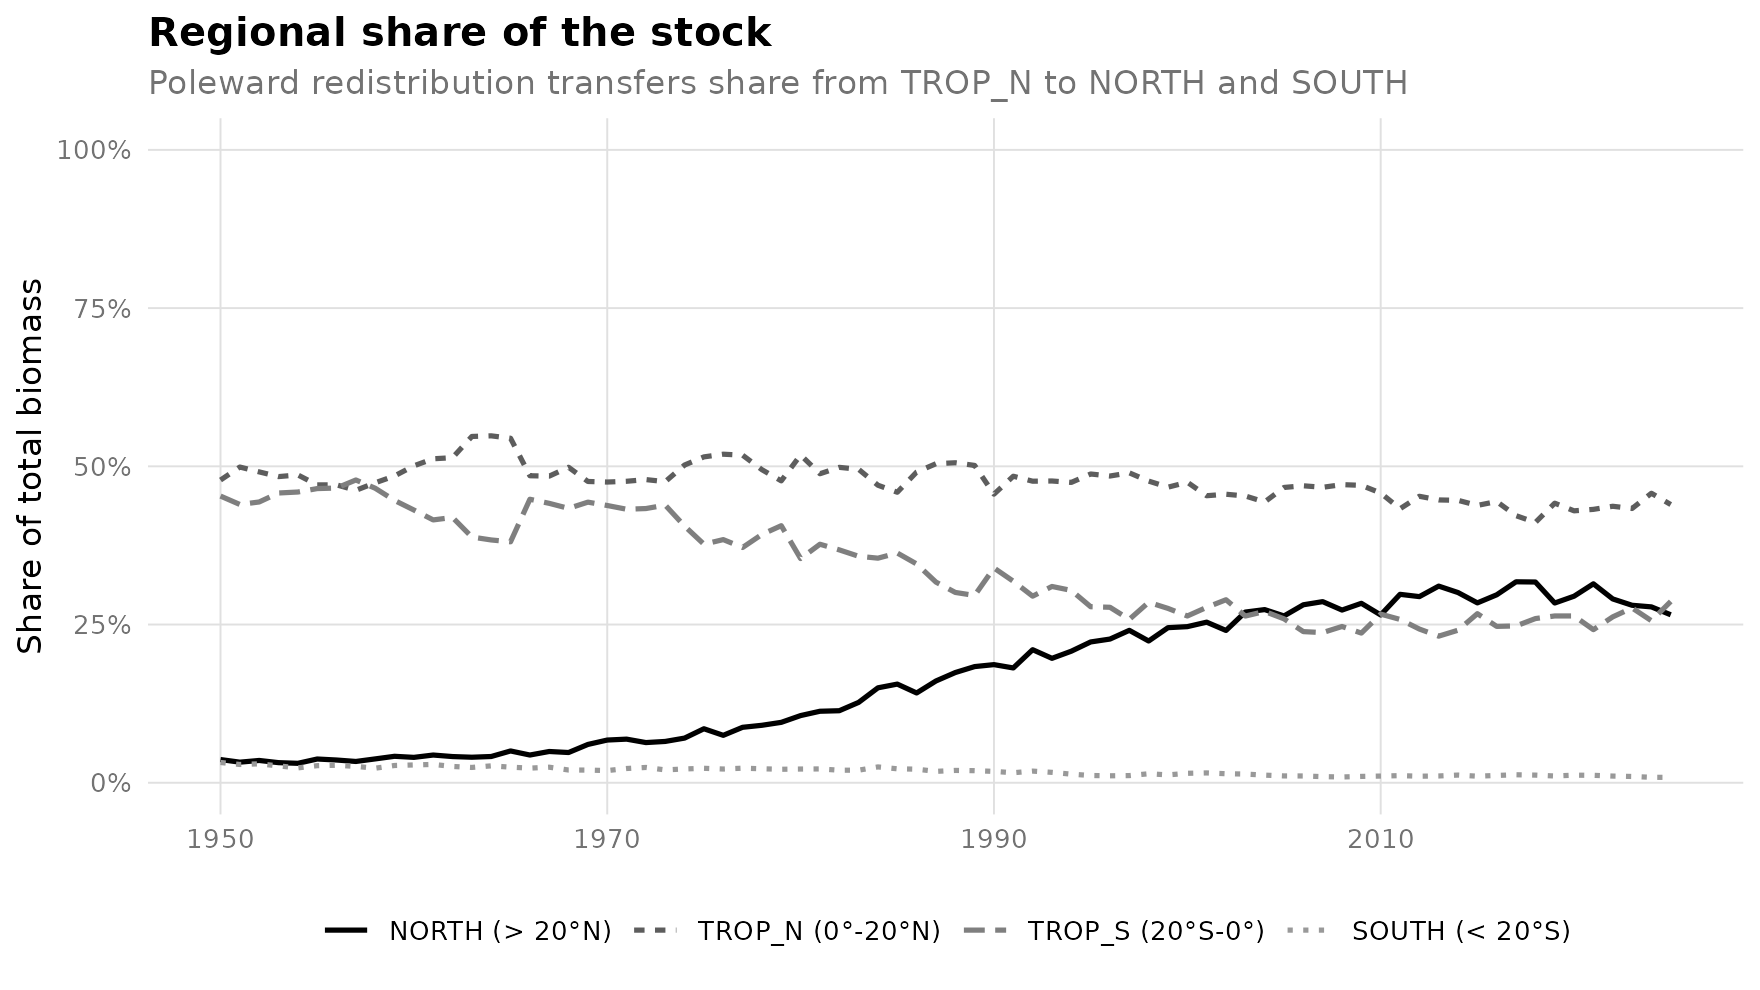 Regional share of the stock
Poleward redistribution transfers share from TROP_N to NORTH and SOUTH
Share of total biomass
100%
75%
50%
25%
0%
1950 1970 1990 2010
NORTH (> 20°N) TROP_N (0°-20°N) TROP_S (20°S-0°) SOUTH (< 20°S)